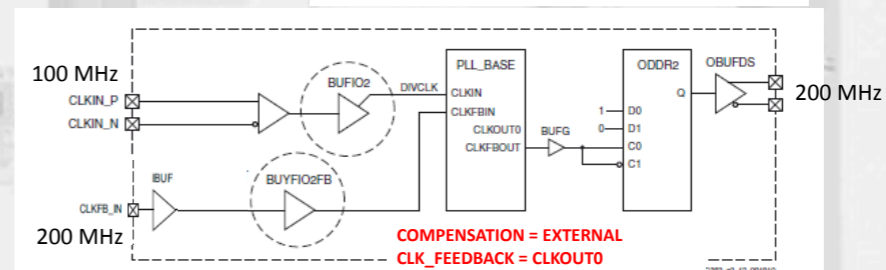 100 MHz
CLKIN_P
CLKIN_N
BUFIO2
DIVCLK
PLL_BASE
CLKIN
CLKFBIN
CLKOUT0
CLKFBOUT
BUFG
ODDR2
Q
1
D0
0
D1
C0
C1
OBUFDS
200 MHz
IBUF
BUYFIO2FB
CLKFB_IN
200 MHz
COMPENSATION = EXTERNAL
CLK_FEEDBACK = CLKOUT0